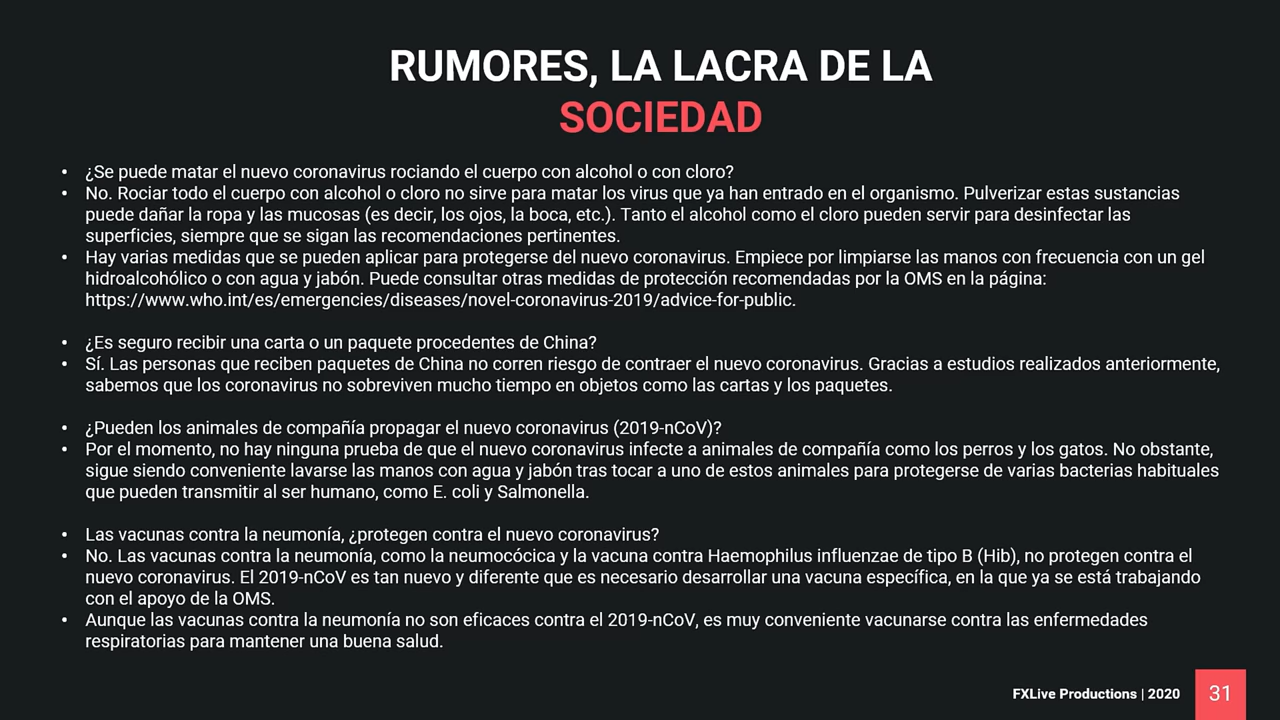 RUMORES, LA LACRA DE LA
SOCIEDAD
• ¿Se puede matar el nuevo coronavirus rociando el cuerpo con alcohol o con cloro?
• No. Rociar todo el cuerpo con alcohol o cloro no sirve para matar los virus que ya han entrado en el organismo. Pulverizar estas sustancias
puede dañar la ropa y las mucosas (es decir, los ojos, la boca, etc.). Tanto el alcohol como el cloro pueden servir para desinfectar las
superficies, siempre que se sigan las recomendaciones pertinentes.
• Hay varias medidas que se pueden aplicar para protegerse del nuevo coronavirus. Empiece por limpiarse las manos con frecuencia con un gel
hidroalcohólico o con agua y jabón. Puede consultar otras medidas de protección recomendadas por la OMS en la página:
https://www.who.int/es/emergencies/diseases/novel-coronavirus-2019/advice-for-public.
• ¿Es seguro recibir una carta o un paquete procedentes de China?
• Sí. Las personas que reciben paquetes de China no corren riesgo de contraer el nuevo coronavirus. Gracias a estudios realizados anteriormente,
sabemos que los coronavirus no sobreviven mucho tiempo en objetos como las cartas y los paquetes.
• ¿Pueden los animales de compañía propagar el nuevo coronavirus (2019-nCoV)?
• Por el momento, no hay ninguna prueba de que el nuevo coronavirus infecte a animales de compañía como los perros y los gatos. No obstante,
sigue siendo conveniente lavarse las manos con agua y jabón tras tocar a uno de estos animales para protegerse de varias bacterias habituales
que pueden transmitir al ser humano, como E. coli y Salmonella.
• Las vacunas contra la neumonía, ¿protegen contra el nuevo coronavirus?
• No. Las vacunas contra la neumonía, como la neumocócica y la vacuna contra Haemophilus influenzae de tipo B (Hib), no protegen contra el
nuevo coronavirus. El 2019-nCoV es tan nuevo y diferente que es necesario desarrollar una vacuna específica, en la que ya se está trabajando
con el apoyo de la OMS.
• Aunque las vacunas contra la neumonía no son eficaces contra el 2019-nCoV, es muy conveniente vacunarse contra las enfermedades
respiratorias para mantener una buena salud.
FXLive Productions | 2020
31